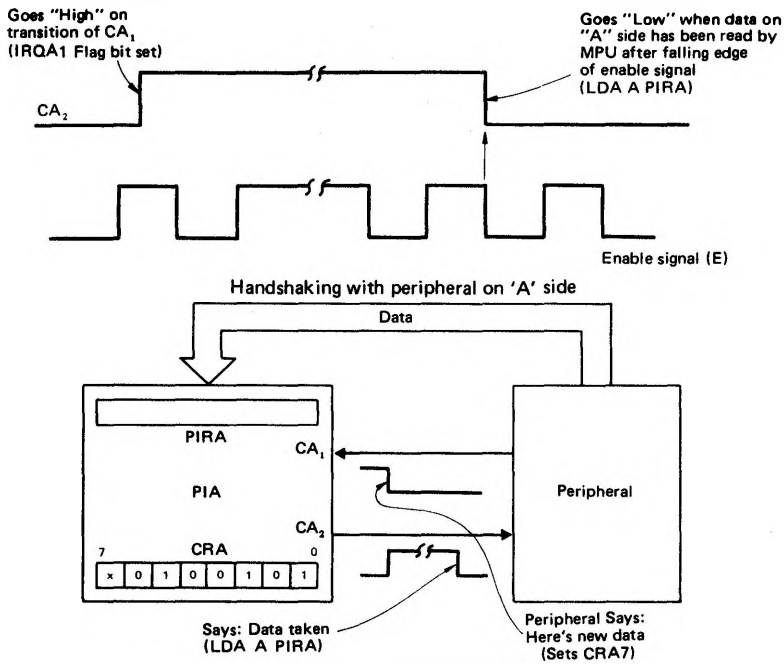 Goes "High" on
transition of CA₁
(IRQA1 Flag bit set)
Goes "Low" when data on
"A" side has been read by
MPU after falling edge
of enable signal
(LDA A PIRA)
CA₂
Enable signal (E)
Handshaking with peripheral on 'A' side
Data
PIRA
CA₁
PIA
Peripheral
CA₂
7 CRA 0
x 0 1 0 0 1 0 1
Says: Data taken
(LDA A PIRA)
Peripheral Says:
Here's new data
(Sets CRA7)